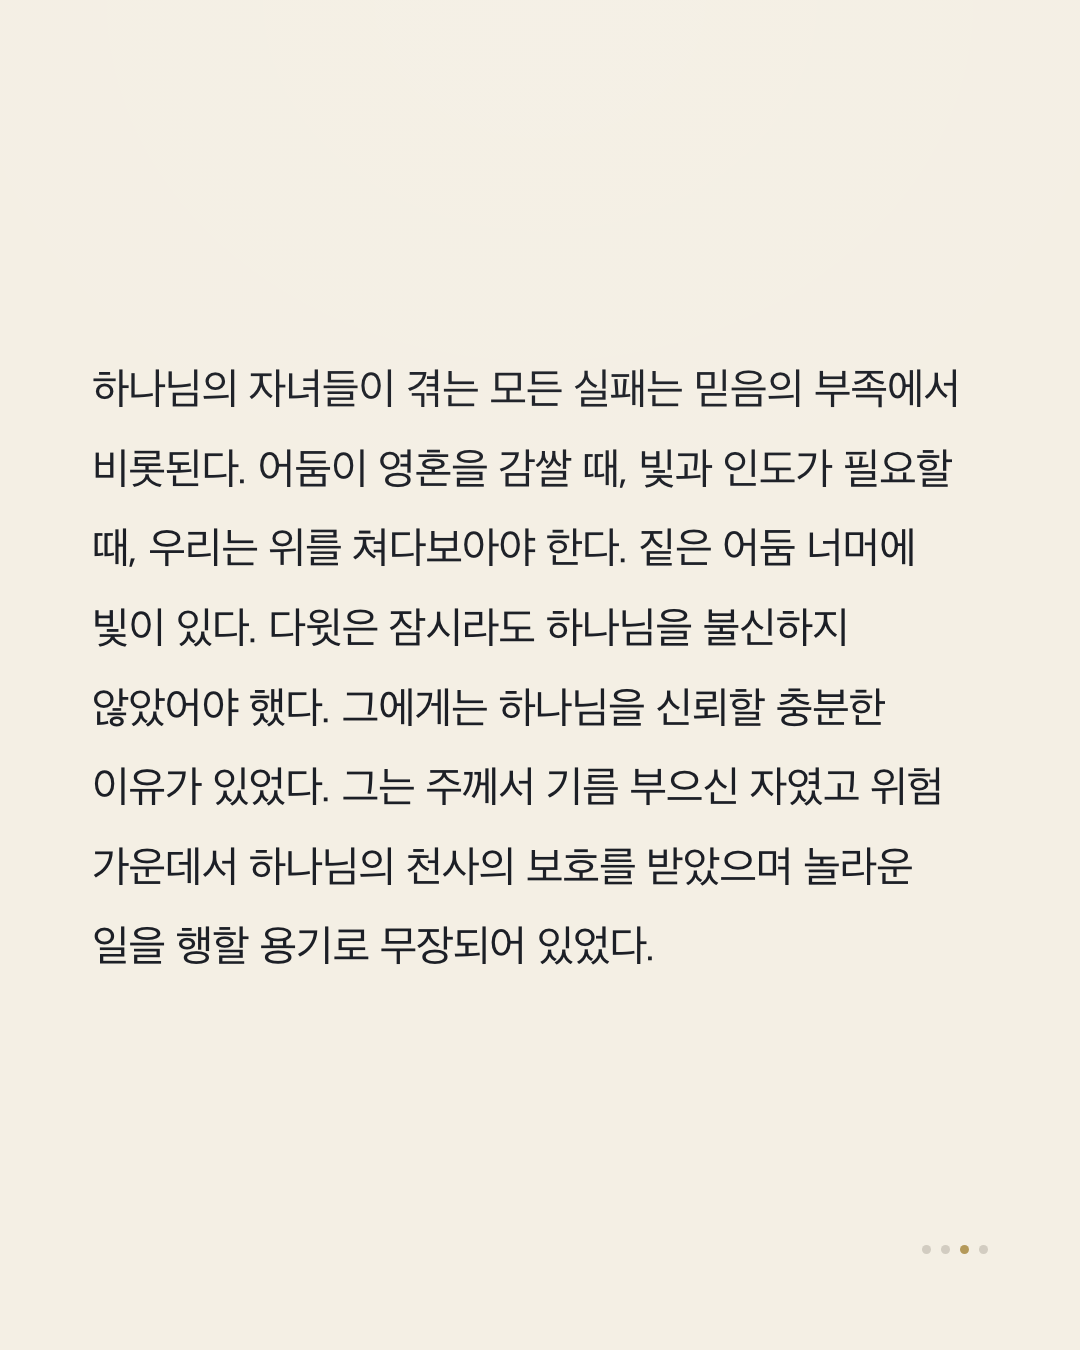 하나님의 자녀들이 겪는 모든 실패는 믿음의 부족에서
비롯된다. 어둠이 영혼을 감쌀 때, 빛과 인도가 필요할
때, 우리는 위를 쳐다보아야 한다. 짙은 어둠 너머에
빛이 있다. 다윗은 잠시라도 하나님을 불신하지
않았어야 했다. 그에게는 하나님을 신뢰할 충분한
이유가 있었다. 그는 주께서 기름 부으신 자였고 위험
가운데서 하나님의 천사의 보호를 받았으며 놀라운
일을 행할 용기로 무장되어 있었다.